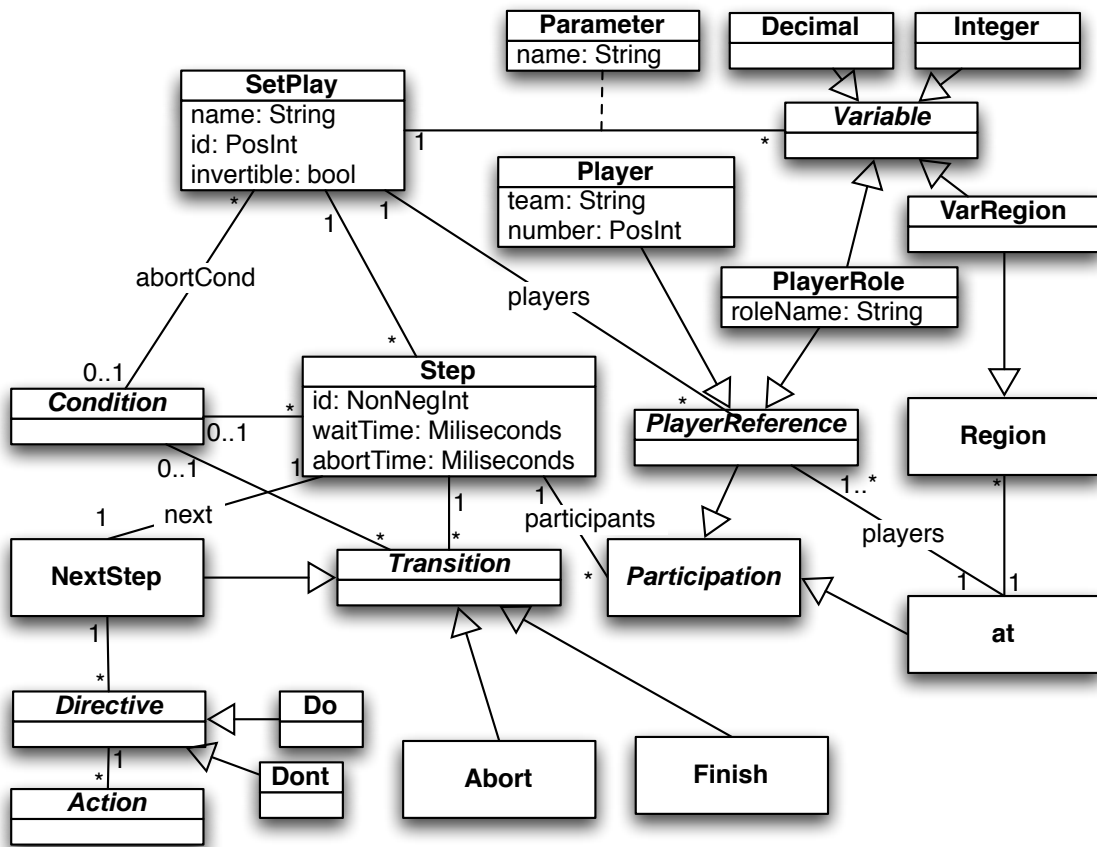 Parameter
name: String
Decimal
Integer
SetPlay
name: String
id: PosInt
invertible: bool
1
*
Variable
Player
team: String
number: PosInt
VarRegion
*
1
1
abortCond
players
PlayerRole
roleName: String
0..1
*
Step
id: NonNegInt
waitTime: Miliseconds
abortTime: Miliseconds
Condition
0..1
*
0..1
*
PlayerReference
Region
1
next
1
1
*
1
participants
*
1..*
players
*
1
1
NextStep
*
Transition
Participation
at
1
*
Directive
Do
Dont
1
*
Action
Abort
Finish